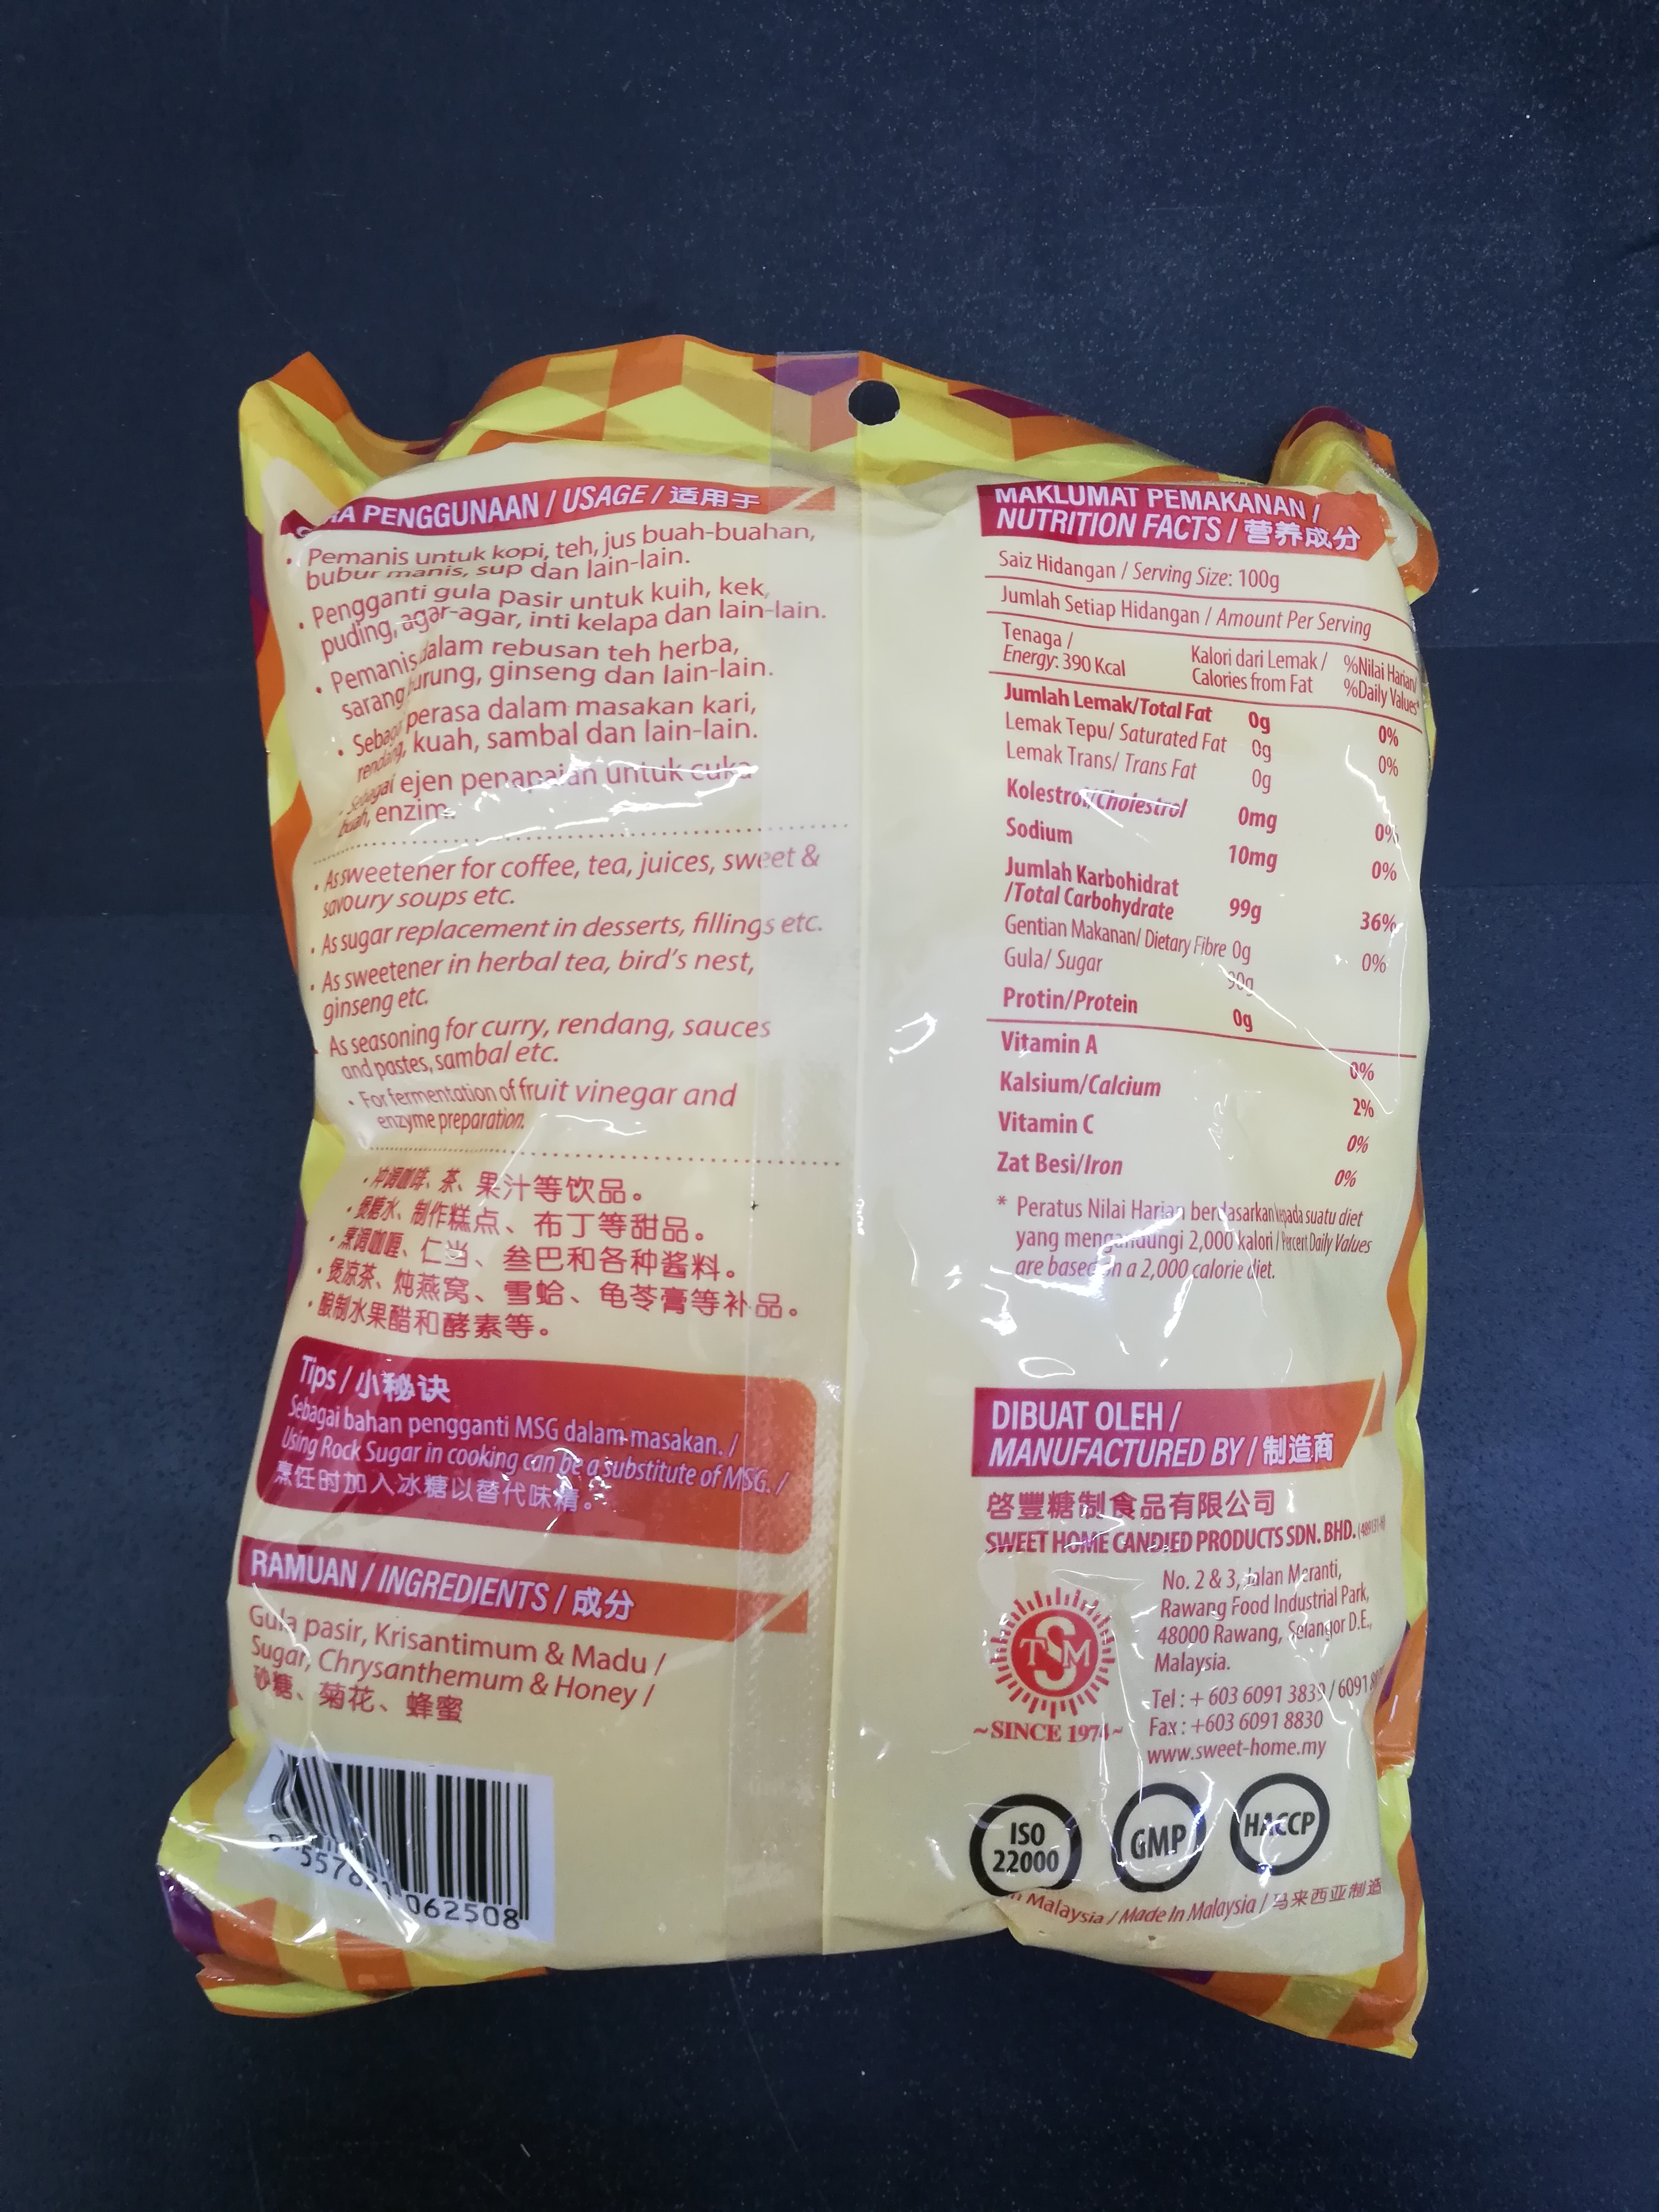 RA PENGGUNAAN / USAGE / 适用于
• Pemanis untuk kopi, teh, jus buah-buahan,
bubur manis, sup dan lain-lain.
• Pengganti gula pasir untuk kuih, kek,
puding, agar-agar, inti kelapa dan lain-lain.
• Pemanis dalam rebusan teh herba,
sarang burung, ginseng dan lain-lain.
• Sebagai perasa dalam masakan kari,
rendang, kuah, sambal dan lain-lain.
• Sebagai ejen penapaian untuk cuka
buah, enzim.
• As sweetener for coffee, tea, juices, sweet &
savoury soups etc.
• As sugar replacement in desserts, fillings etc.
• As sweetener in herbal tea, bird's nest,
ginseng etc.
• As seasoning for curry, rendang, sauces
and pastes, sambal etc.
• For fermentation of fruit vinegar and
enzyme preparation.
• 冲调咖啡、茶、果汁等饮品。
• 煲糖水、制作糕点、布丁等甜品。
• 烹调咖喱、仁当、叁巴和各种酱料。
• 煲凉茶、炖燕窝、雪蛤、龟苓膏等补品。
• 酿制水果醋和酵素等。
Tips / 小秘诀
Sebagai bahan pengganti MSG dalam masakan. /
Using Rock Sugar in cooking can be a substitute of MSG. /
烹饪时加入冰糖以替代味精。
RAMUAN / INGREDIENTS / 成分
Gula pasir, Krisantimum & Madu /
Sugar, Chrysanthemum & Honey /
砂糖、菊花、蜂蜜
062508
MAKLUMAT PEMAKANAN /
NUTRITION FACTS / 营养成分
Saiz Hidangan / Serving Size: 100g
Jumlah Setiap Hidangan / Amount Per Serving
Tenaga / Kalori dari Lemak / %Nilai Harian/
Energy: 390 Kcal Calories from Fat %Daily Values*
Jumlah Lemak/Total Fat 0g 0%
Lemak Tepu/ Saturated Fat 0g 0%
Lemak Trans/ Trans Fat 0g
Kolestrol/Cholestrol 0mg 0%
Sodium 10mg 0%
Jumlah Karbohidrat
/Total Carbohydrate 99g 36%
Gentian Makanan/ Dietary Fibre 0g 0%
Gula/ Sugar 90g
Protin/Protein 0g
Vitamin A 0%
Kalsium/Calcium 2%
Vitamin C 0%
Zat Besi/Iron 0%
* Peratus Nilai Harian berdasarkan kepada suatu diet
yang mengandungi 2,000 kalori / Percent Daily Values
are based on a 2,000 calorie diet.
DIBUAT OLEH /
MANUFACTURED BY / 制造商
啓豐糖制食品有限公司
SWEET HOME CANDIED PRODUCTS SDN. BHD.
No. 2 & 3, Jalan Meranti,
Rawang Food Industrial Park,
48000 Rawang, Selangor D.E.,
Malaysia.
Tel : + 603 6091 3839 / 6091
Fax : +603 6091 8830
www.sweet-home.my
TSM
~SINCE 1974~
ISO
22000
GMP
HACCP
Malaysia / Made In Malaysia / 马来西亚制造